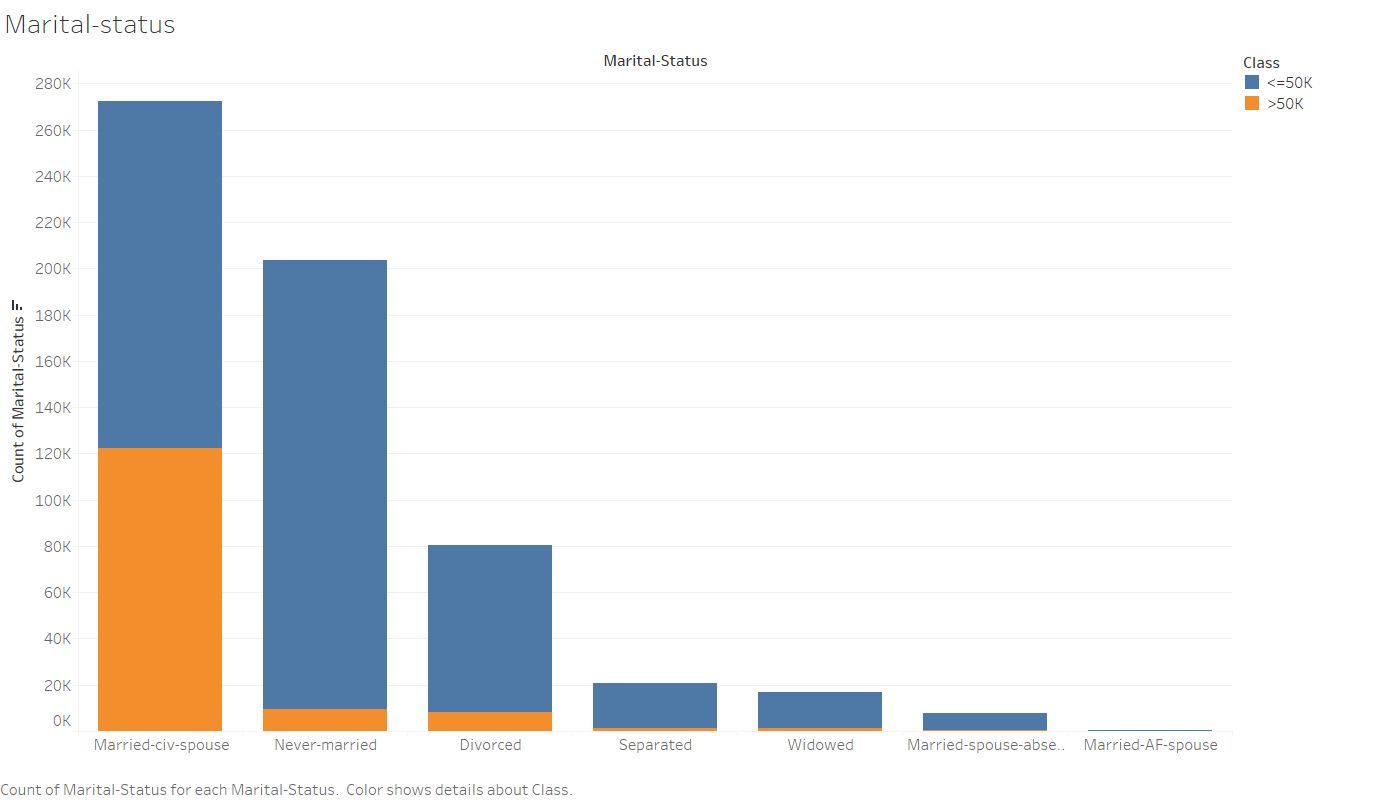 Marital-status
Marital-Status
Class
<=50K
>50K
280K
260K
240K
220K
200K
180K
160K
140K
120K
100K
80K
60K
40K
20K
0K
Count of Marital-Status
Married-civ-spouse Never-married Divorced Separated Widowed Married-spouse-abse.. Married-AF-spouse
Count of Marital-Status for each Marital-Status. Color shows details about Class.